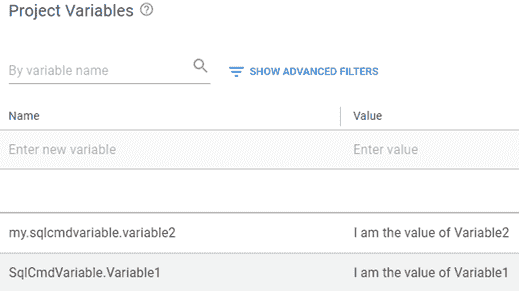 Project Variables
By variable name
SHOW ADVANCED FILTERS
Name Value
Enter new variable Enter value
my.sqlcmdvariable.variable2 I am the value of Variable2
SqlCmdVariable.Variable1 I am the value of Variable1